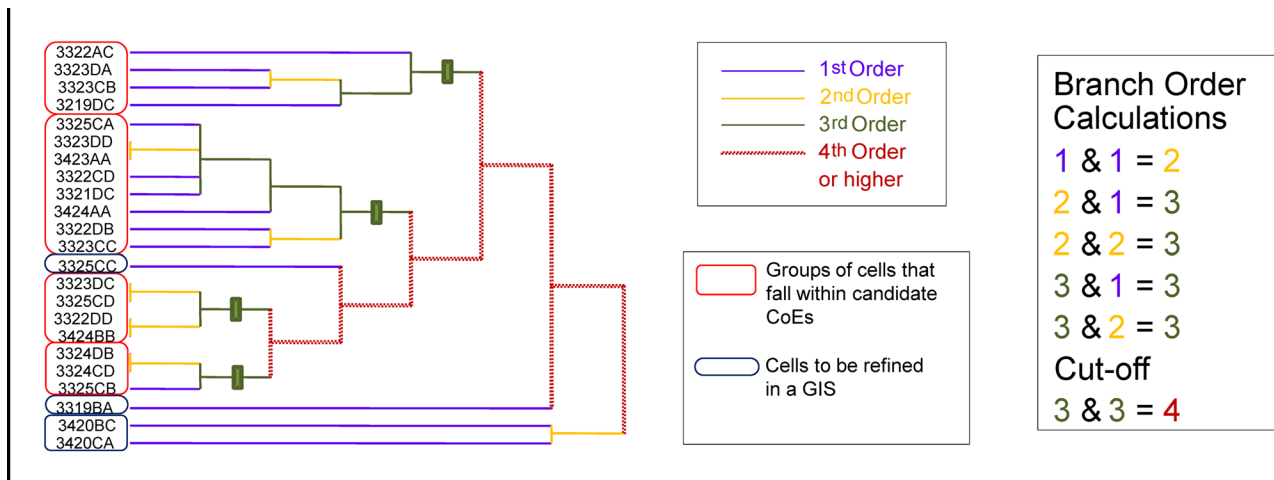 3322AC
3323DA
3323CB
3219DC
3325CA
3323DD
3423AA
3322CD
3321DC
3424AA
3322DB
3323CC
3325CC
3323DC
3325CD
3322DD
3424BB
3324DB
3324CD
3325CB
3319BA
3420BC
3420CA
1st Order
2nd Order
3rd Order
4th Order
or higher
Groups of cells that
fall within candidate
CoEs
Cells to be refined
in a GIS
Branch Order
Calculations
1 & 1 = 2
2 & 1 = 3
2 & 2 = 3
3 & 1 = 3
3 & 2 = 3
Cut-off
3 & 3 = 4